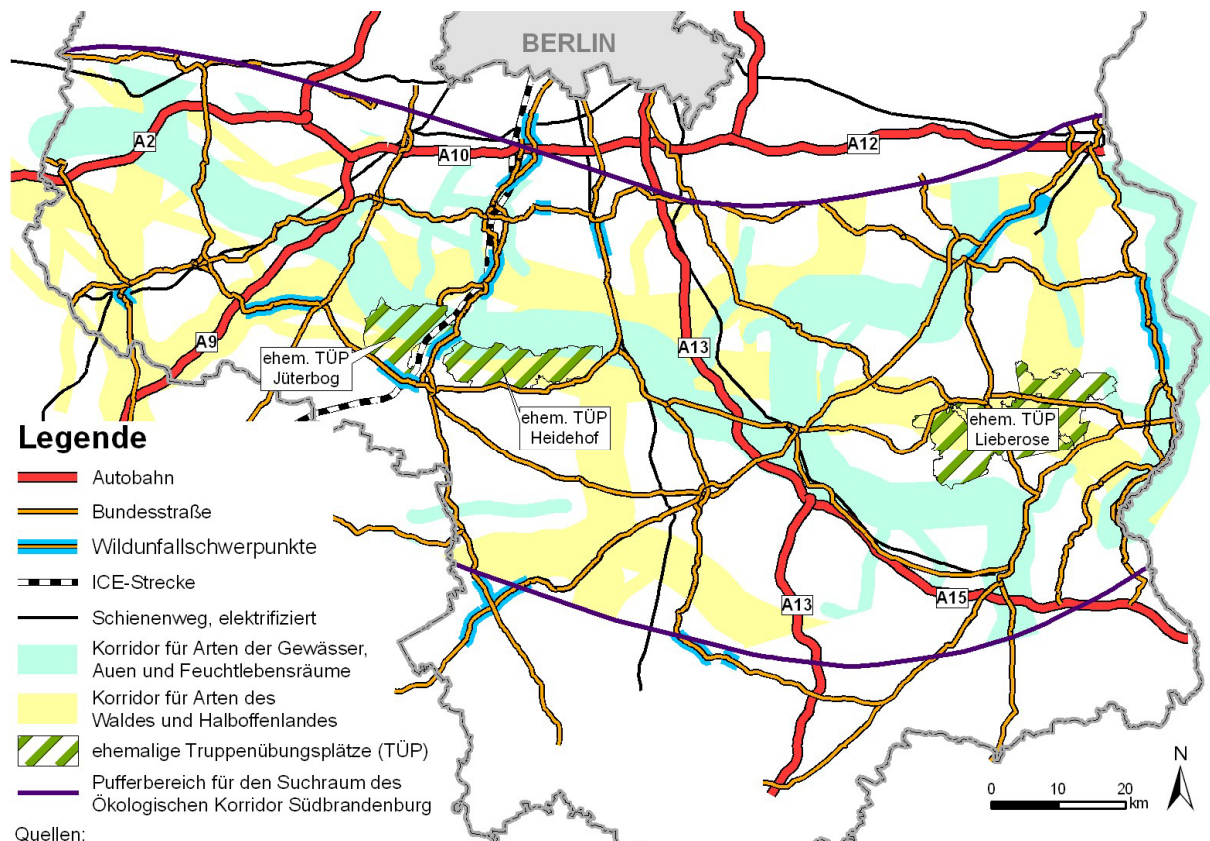 BERLIN
A2
A10
A12
A9
A13
ehem. TÜP
Jüterbog
ehem. TÜP
Heidehof
ehem. TÜP
Lieberose
A13
A15
Legende
Autobahn
Bundesstraße
Wildunfallschwerpunkte
ICE-Strecke
Schienenweg, elektrifiziert
Korridor für Arten der Gewässer,
Auen und Feuchtlebensräume
Korridor für Arten des
Waldes und Halboffenlandes
ehemalige Truppenübungsplätze (TÜP)
Pufferbereich für den Suchraum des
Ökologischen Korridor Südbrandenburg
Quellen:
N
0 10 20
km